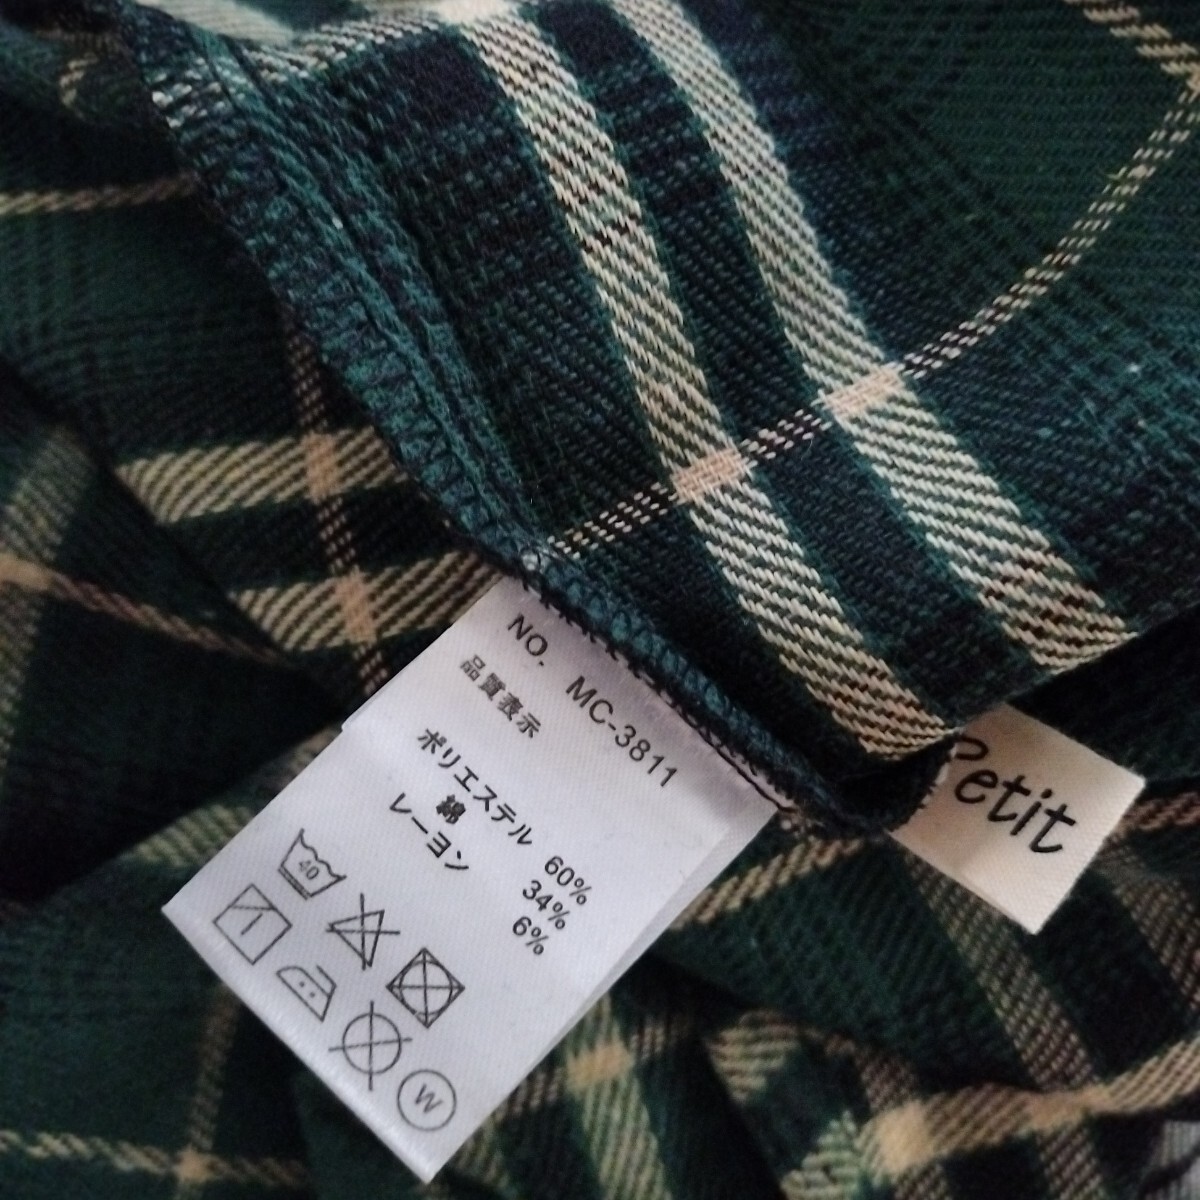 NO. MC-3811
品質表示
ポリエステル 60%
綿 34%
レーヨン 6%
40
W
Petit